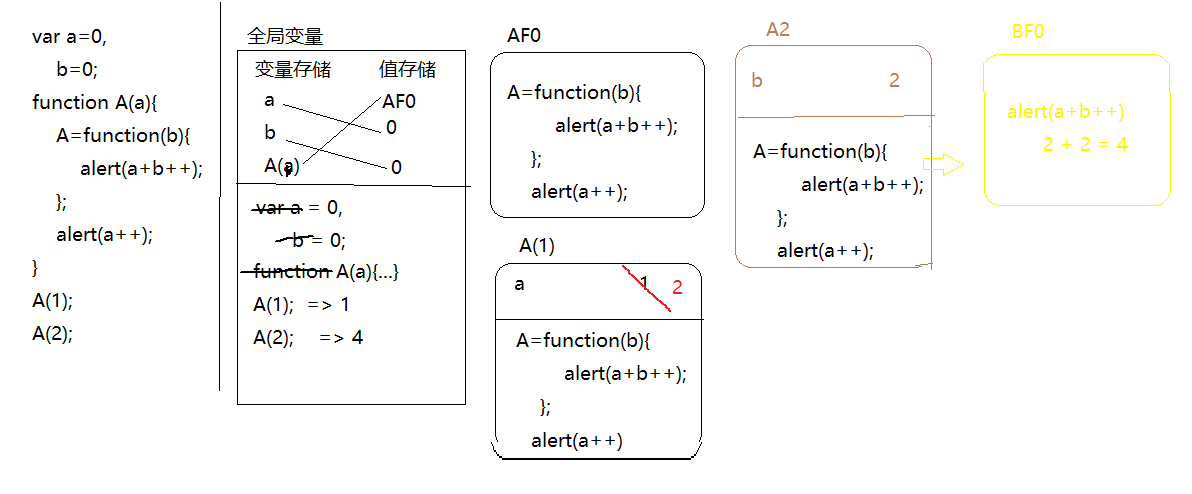 var a=0,
b=0;
function A(a){
A=function(b){
alert(a+b++);
};
alert(a++);
}
A(1);
A(2);
全局变量
变量存储 值存储
a AF0
b 0
A(a) 0
var a = 0,
b = 0;
function A(a){...}
A(1); => 1
A(2); => 4
AF0
A=function(b){
alert(a+b++);
};
alert(a++);
A(1)
a 1 2
A=function(b){
alert(a+b++);
};
alert(a++)
A2
b 2
A=function(b){
alert(a+b++);
};
alert(a++);
BF0
alert(a+b++)
2 + 2 = 4